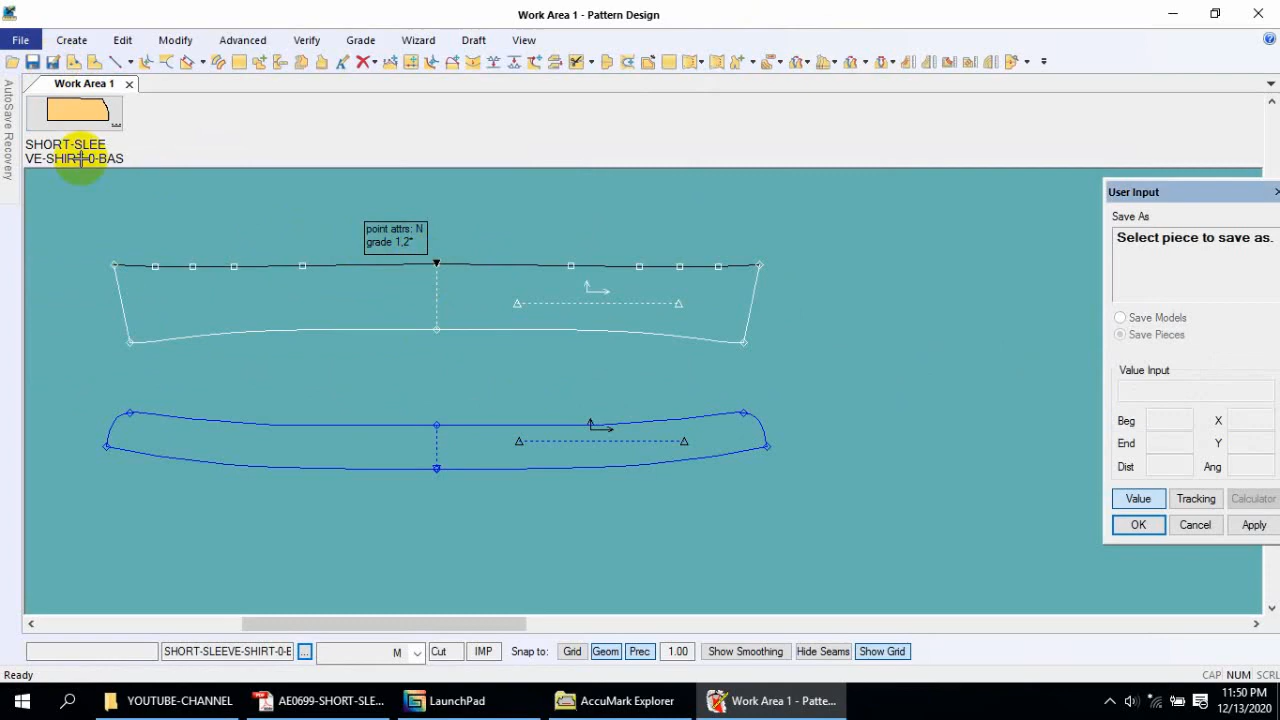 Work Area 1 - Pattern Design
File Create Edit Modify Advanced Verify Grade Wizard Draft View
Work Area 1
AutoSave Recovery
SHORT-SLEE
VE-SHIRT-0-BAS
User Input
Save As
Select piece to save as.
point attrs: N
grade 1,2*
Save Models
Save Pieces
Value Input
Beg X
End Y
Dist Ang
Value Tracking Calculator
OK Cancel Apply
SHORT-SLEEVE-SHIRT-0-E ... M Cut IMP Snap to: Grid Geom Prec 1.00 Show Smoothing Hide Seams Show Grid
Ready CAP NUM SCRL
YOUTUBE-CHANNEL AE0699-SHORT-SLE... LaunchPad AccuMark Explorer Work Area 1 - Patte...
11:50 PM
12/13/2020